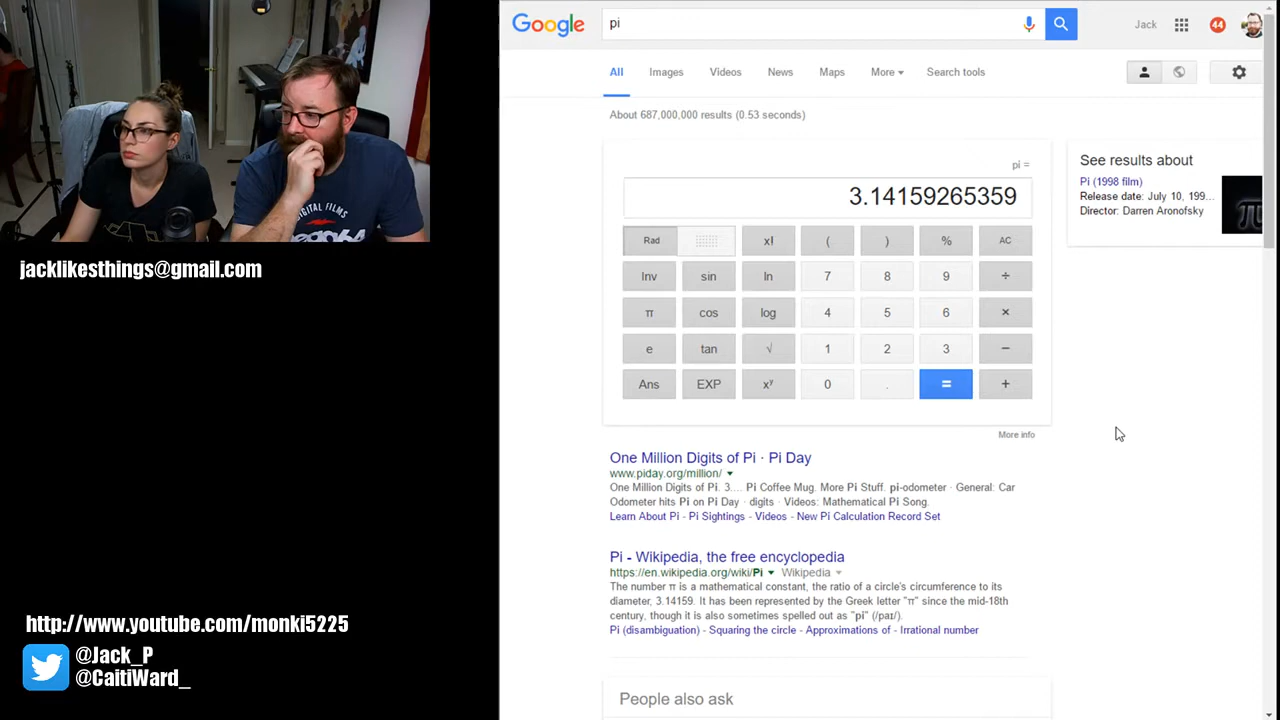 DIGITAL FILMS
jacklikesthings@gmail.com
http://www.youtube.com/monki5225
@Jack_P
@CaitiWard_
Google
pi
Jack
44
All Images Videos News Maps More Search tools
About 687,000,000 results (0.53 seconds)
pi =
3.14159265359
Rad x! ( ) % AC
Inv sin ln 7 8 9 ÷
π cos log 4 5 6 ×
e tan √ 1 2 3 −
Ans EXP xʸ 0 . = +
More info
See results about
Pi (1998 film)
Release date: July 10, 199...
Director: Darren Aronofsky
π
One Million Digits of Pi · Pi Day
www.piday.org/million/
One Million Digits of Pi. 3.... Pi Coffee Mug. More Pi Stuff. pi-odometer · General: Car
Odometer hits Pi on Pi Day · digits · Videos: Mathematical Pi Song.
Learn About Pi - Pi Sightings - Videos - New Pi Calculation Record Set
Pi - Wikipedia, the free encyclopedia
https://en.wikipedia.org/wiki/Pi Wikipedia
The number π is a mathematical constant, the ratio of a circle's circumference to its
diameter, 3.14159. It has been represented by the Greek letter "π" since the mid-18th
century, though it is also sometimes spelled out as "pi" (/paɪ/).
Pi (disambiguation) - Squaring the circle - Approximations of - Irrational number
People also ask